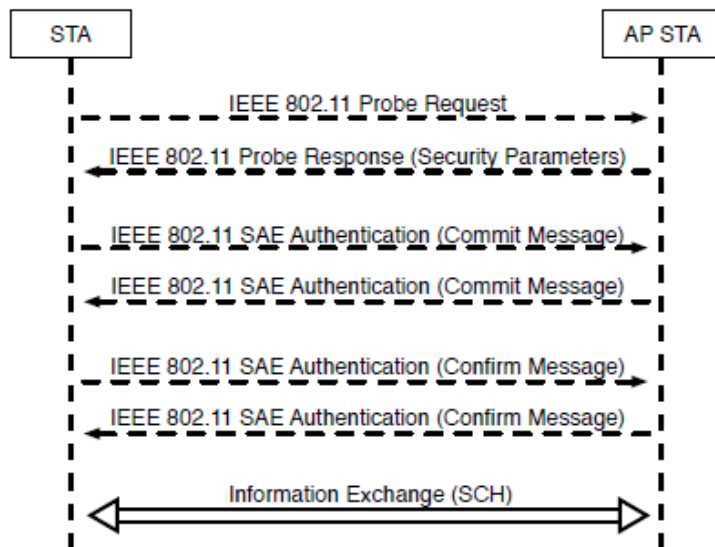 STA
AP STA
IEEE 802.11 Probe Request
IEEE 802.11 Probe Response (Security Parameters)
IEEE 802.11 SAE Authentication (Commit Message)
IEEE 802.11 SAE Authentication (Commit Message)
IEEE 802.11 SAE Authentication (Confirm Message)
IEEE 802.11 SAE Authentication (Confirm Message)
Information Exchange (SCH)